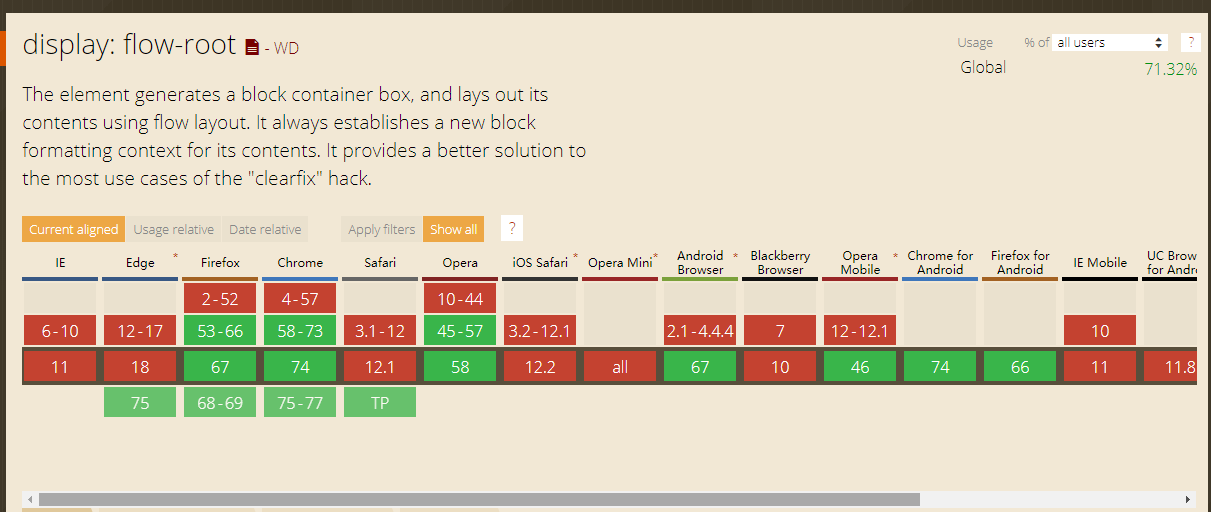 display: flow-root - WD
Usage % of all users ?
Global 71.32%
The element generates a block container box, and lays out its
contents using flow layout. It always establishes a new block
formatting context for its contents. It provides a better solution to
the most use cases of the "clearfix" hack.
Current aligned Usage relative Date relative Apply filters Show all ?
IE Edge * Firefox Chrome Safari Opera iOS Safari * Opera Mini * Android Browser * Blackberry Browser Opera Mobile * Chrome for Android Firefox for Android IE Mobile UC Brow for Andr
2-52 4-57 10-44
6-10 12-17 53-66 58-73 3.1-12 45-57 3.2-12.1 2.1-4.4.4 7 12-12.1 10
11 18 67 74 12.1 58 12.2 all 67 10 46 74 66 11 11.8
75 68-69 75-77 TP